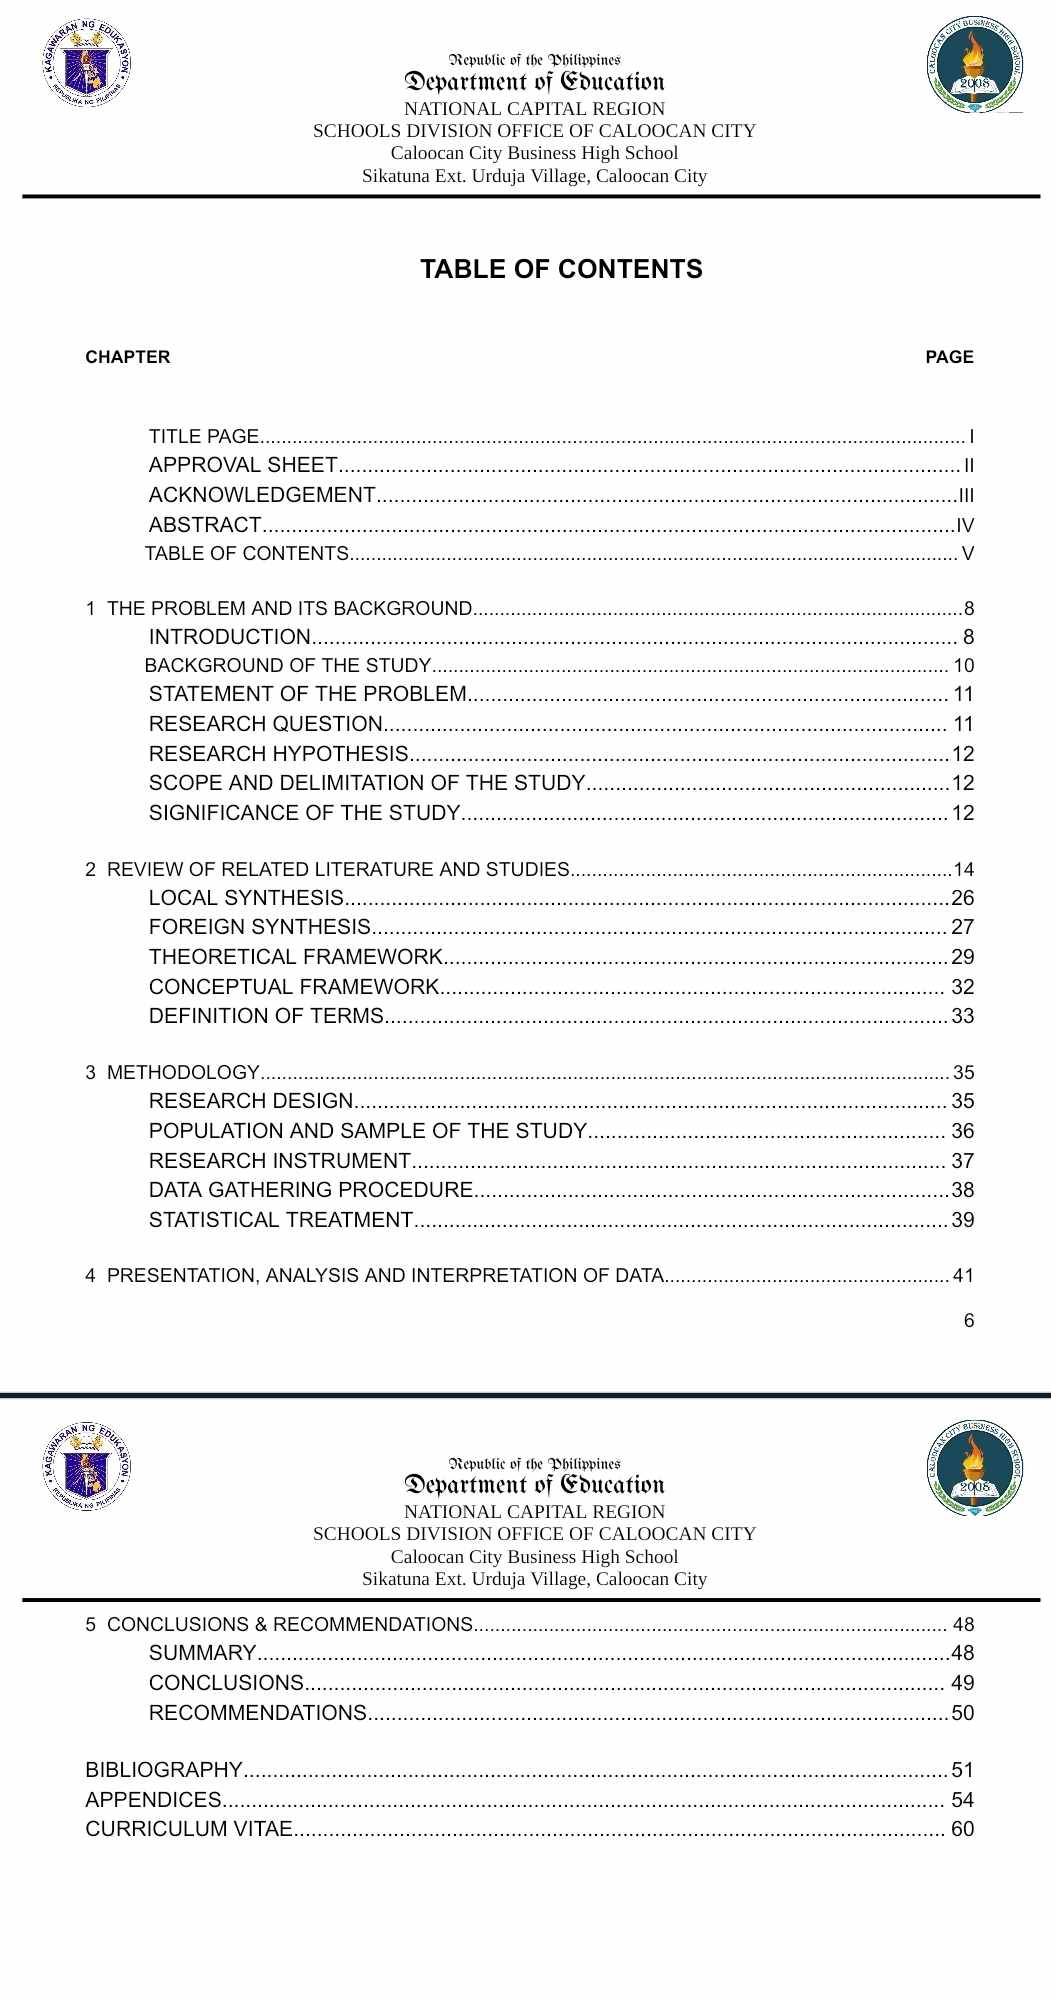 KAGAWARAN NG EDUKASYON
REPUBLIKA NG PILIPINAS
CALOOCAN CITY BUSINESS HIGH SCHOOL
2008
Republic of the Philippines
Department of Education
NATIONAL CAPITAL REGION
SCHOOLS DIVISION OFFICE OF CALOOCAN CITY
Caloocan City Business High School
Sikatuna Ext. Urduja Village, Caloocan City
TABLE OF CONTENTS
CHAPTER PAGE
TITLE PAGE I
APPROVAL SHEET II
ACKNOWLEDGEMENT III
ABSTRACT IV
TABLE OF CONTENTS V
1 THE PROBLEM AND ITS BACKGROUND 8
INTRODUCTION 8
BACKGROUND OF THE STUDY 10
STATEMENT OF THE PROBLEM 11
RESEARCH QUESTION 11
RESEARCH HYPOTHESIS 12
SCOPE AND DELIMITATION OF THE STUDY 12
SIGNIFICANCE OF THE STUDY 12
2 REVIEW OF RELATED LITERATURE AND STUDIES 14
LOCAL SYNTHESIS 26
FOREIGN SYNTHESIS 27
THEORETICAL FRAMEWORK 29
CONCEPTUAL FRAMEWORK 32
DEFINITION OF TERMS 33
3 METHODOLOGY 35
RESEARCH DESIGN 35
POPULATION AND SAMPLE OF THE STUDY 36
RESEARCH INSTRUMENT 37
DATA GATHERING PROCEDURE 38
STATISTICAL TREATMENT 39
4 PRESENTATION, ANALYSIS AND INTERPRETATION OF DATA 41
6
KAGAWARAN NG EDUKASYON
REPUBLIKA NG PILIPINAS
CALOOCAN CITY BUSINESS HIGH SCHOOL
2008
Republic of the Philippines
Department of Education
NATIONAL CAPITAL REGION
SCHOOLS DIVISION OFFICE OF CALOOCAN CITY
Caloocan City Business High School
Sikatuna Ext. Urduja Village, Caloocan City
5 CONCLUSIONS & RECOMMENDATIONS 48
SUMMARY 48
CONCLUSIONS 49
RECOMMENDATIONS 50
BIBLIOGRAPHY 51
APPENDICES 54
CURRICULUM VITAE 60